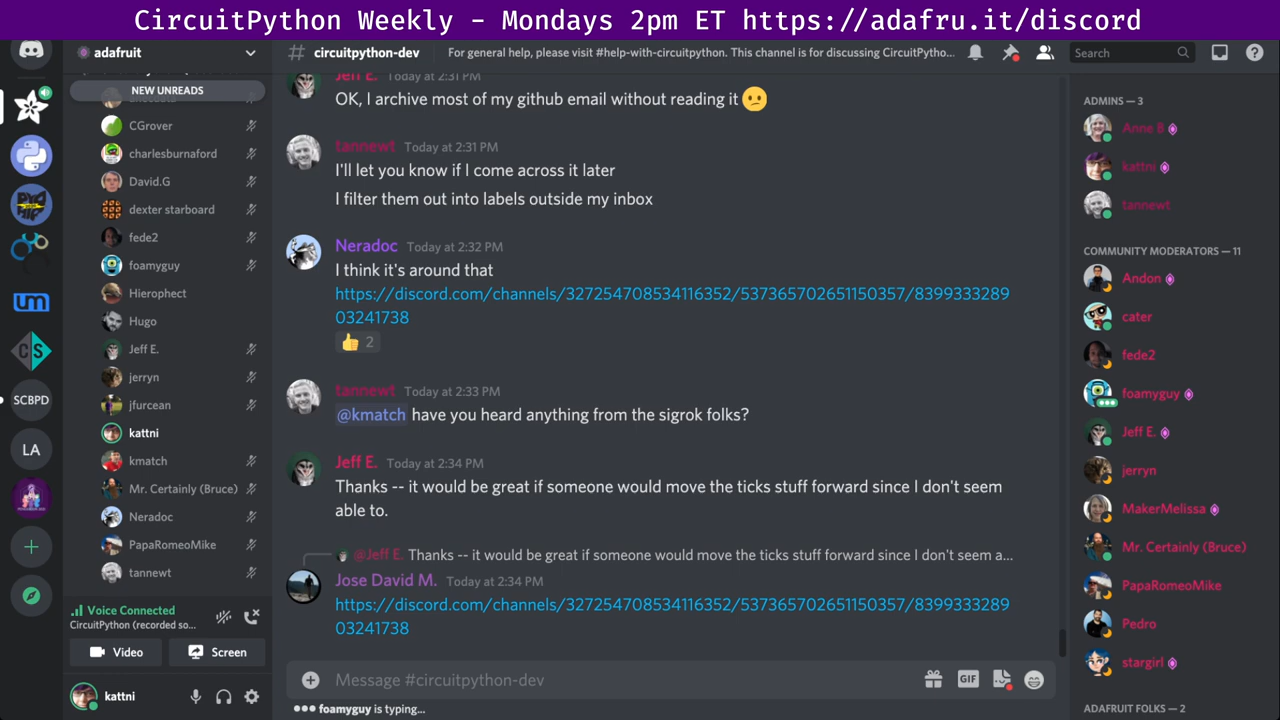 CircuitPython Weekly - Mondays 2pm ET https://adafru.it/discord
adafruit
NEW UNREADS
CGrover
charlesburnaford
David.G
dexter starboard
fede2
foamyguy
Hierophect
Hugo
Jeff E.
jerryn
jfurcean
kattni
kmatch
Mr. Certainly (Bruce)
Neradoc
PapaRomeoMike
tannewt
Voice Connected
CircuitPython (recorded so...
Video
Screen
kattni
UM
CS
SCBPD
LA
# circuitpython-dev
For general help, please visit #help-with-circuitpython. This channel is for discussing CircuitPytho...
Search
Jeff E. Today at 2:31 PM
OK, I archive most of my github email without reading it
tannewt Today at 2:31 PM
I'll let you know if I come across it later
I filter them out into labels outside my inbox
Neradoc Today at 2:32 PM
I think it's around that
https://discord.com/channels/327254708534116352/537365702651150357/8399333289
03241738
2
tannewt Today at 2:33 PM
@kmatch have you heard anything from the sigrok folks?
Jeff E. Today at 2:34 PM
Thanks -- it would be great if someone would move the ticks stuff forward since I don't seem
able to.
@Jeff E. Thanks -- it would be great if someone would move the ticks stuff forward since I don't seem a...
Jose David M. Today at 2:34 PM
https://discord.com/channels/327254708534116352/537365702651150357/8399333289
03241738
Message #circuitpython-dev
GIF
foamyguy is typing...
ADMINS — 3
Anne B
kattni
tannewt
COMMUNITY MODERATORS — 11
Andon
cater
fede2
foamyguy
Jeff E.
jerryn
MakerMelissa
Mr. Certainly (Bruce)
PapaRomeoMike
Pedro
stargirl
ADAFRUIT FOLKS — 2